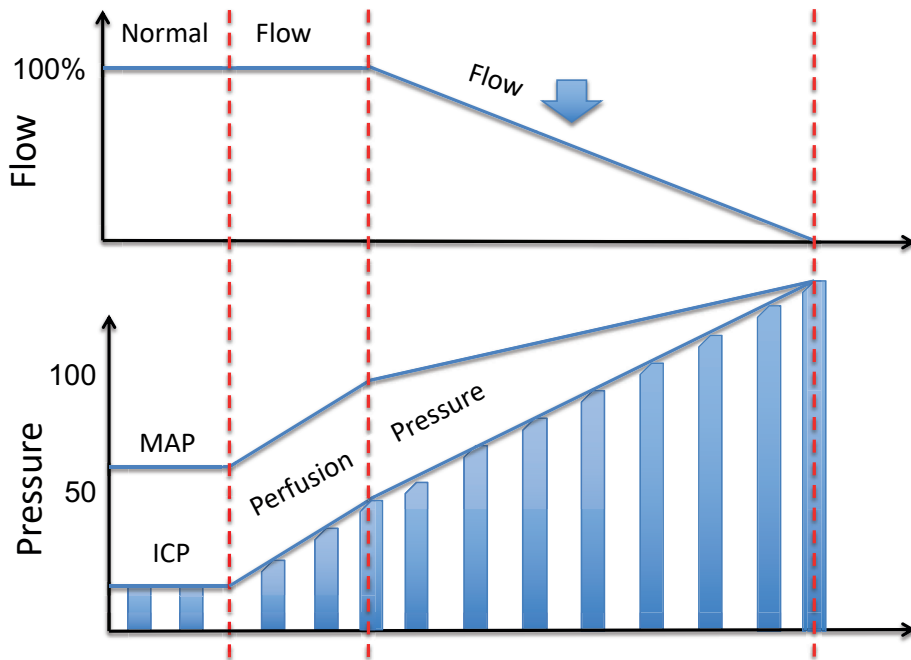 Normal
Flow
100%
Flow
Flow
100
Pressure
MAP
Perfusion
50
Pressure
ICP